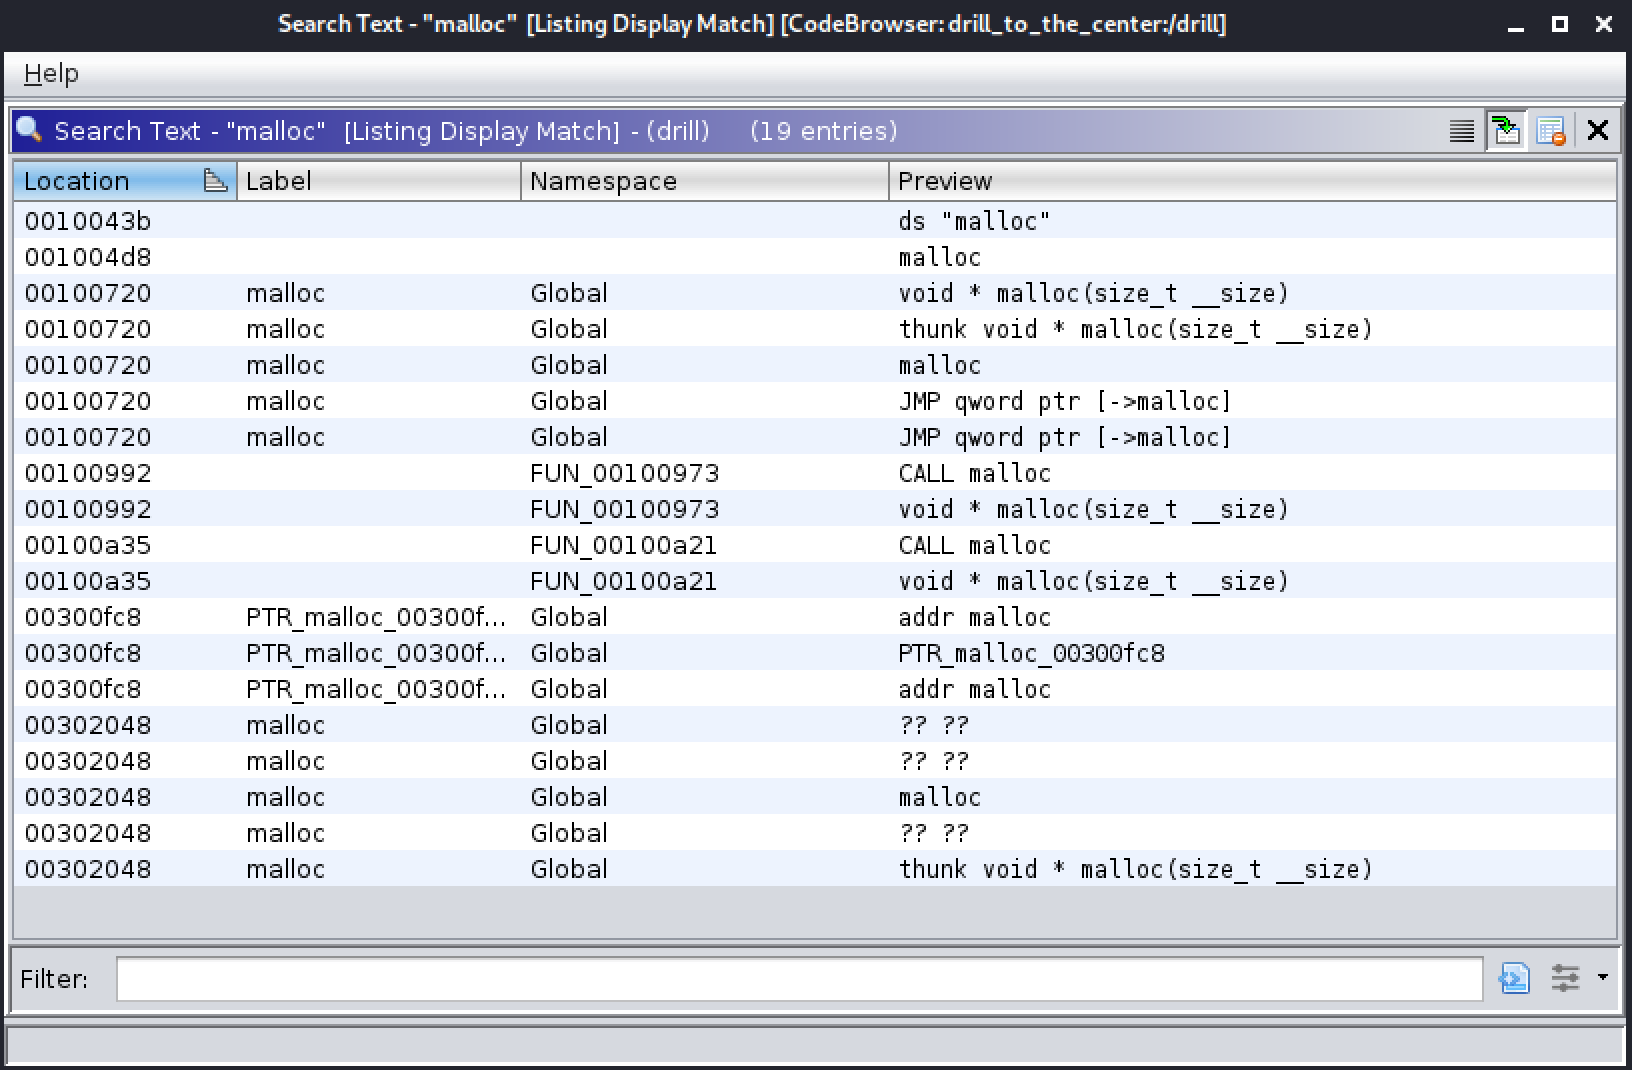 Search Text - "malloc" [Listing Display Match] [CodeBrowser: drill_to_the_center:/drill]
Help
Search Text - "malloc" [Listing Display Match] - (drill) (19 entries)
Location Label Namespace Preview
0010043b ds "malloc"
001004d8 malloc
00100720 malloc Global void * malloc(size_t __size)
00100720 malloc Global thunk void * malloc(size_t __size)
00100720 malloc Global malloc
00100720 malloc Global JMP qword ptr [->malloc]
00100720 malloc Global JMP qword ptr [->malloc]
00100992 FUN_00100973 CALL malloc
00100992 FUN_00100973 void * malloc(size_t __size)
00100a35 FUN_00100a21 CALL malloc
00100a35 FUN_00100a21 void * malloc(size_t __size)
00300fc8 PTR_malloc_00300f... Global addr malloc
00300fc8 PTR_malloc_00300f... Global PTR_malloc_00300fc8
00300fc8 PTR_malloc_00300f... Global addr malloc
00302048 malloc Global ?? ??
00302048 malloc Global ?? ??
00302048 malloc Global malloc
00302048 malloc Global ?? ??
00302048 malloc Global thunk void * malloc(size_t __size)
Filter: